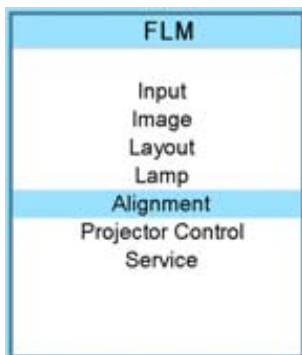 FLM
Input
Image
Layout
Lamp
Alignment
Projector Control
Service